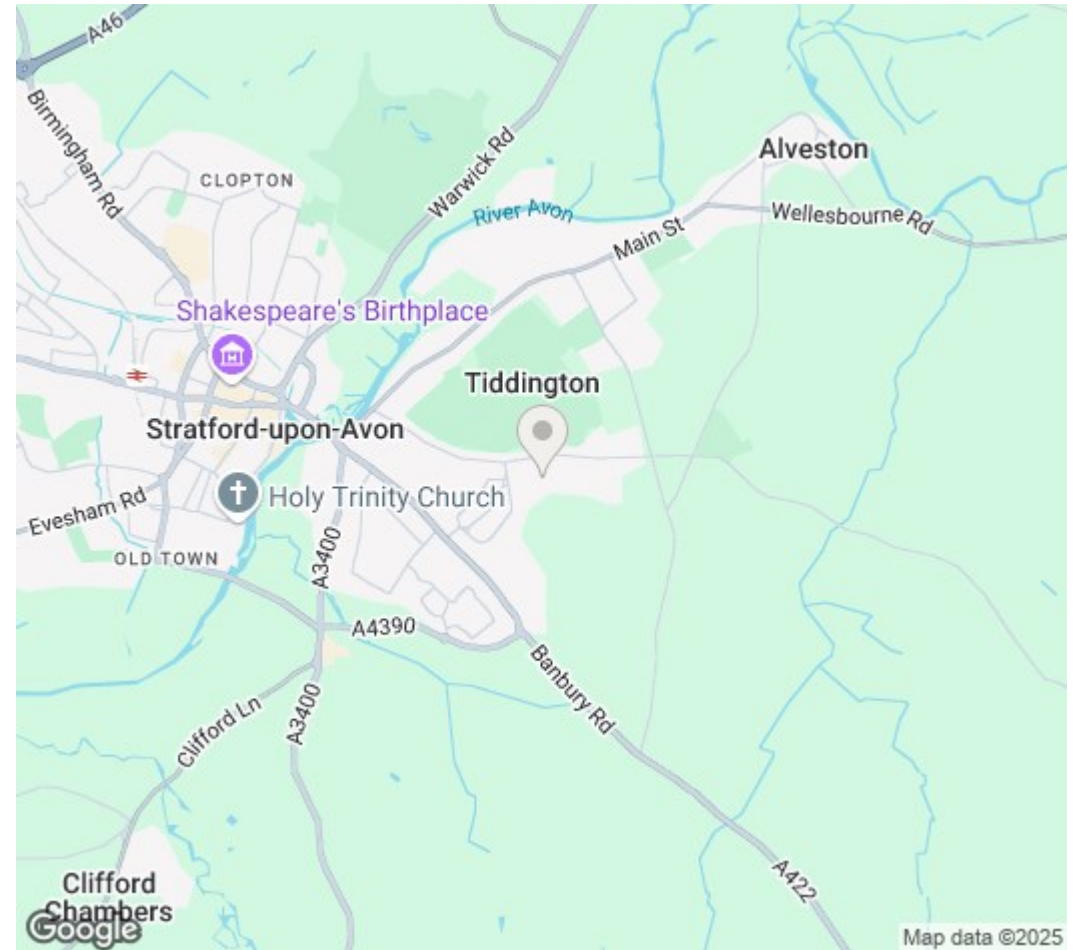 A46
Birmingham Rd
CLOPTON
Warwick Rd
Alveston
River Avon
Wellesbourne Rd
Main St
Shakespeare's Birthplace
Tiddington
Stratford-upon-Avon
Holy Trinity Church
Evesham Rd
OLD TOWN
A3400
A4390
Banbury Rd
Clifford Ln
A3400
A422
Clifford
Chambers
Google
Map data ©2025